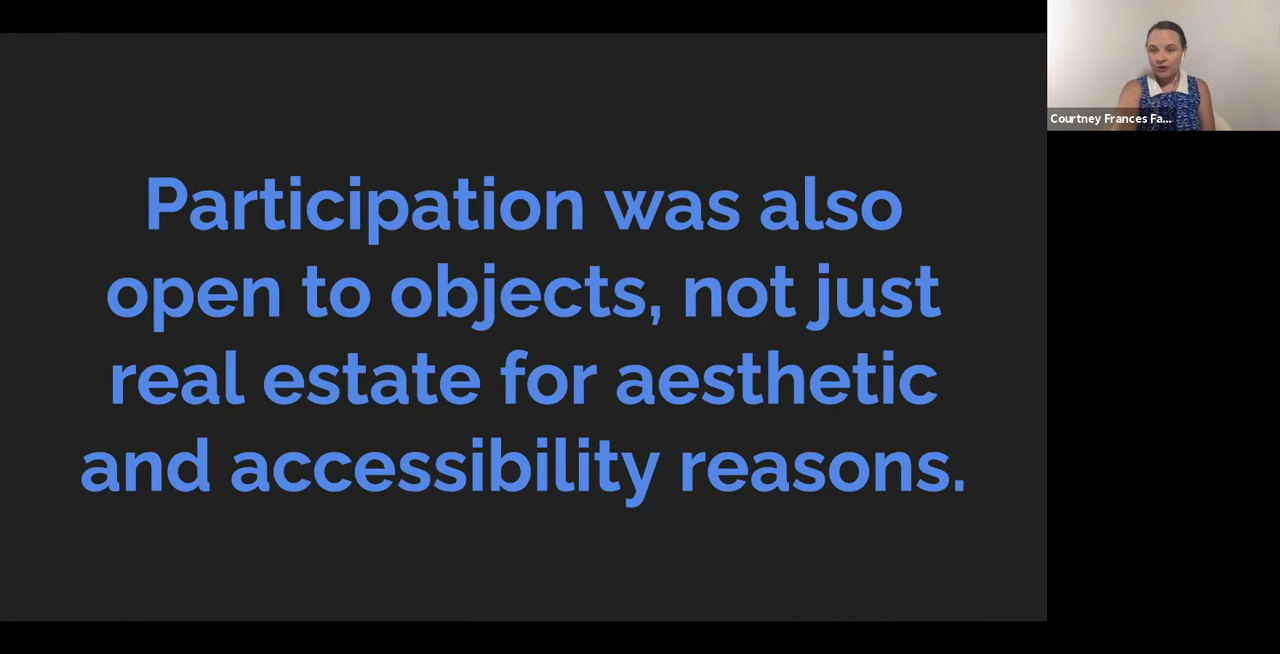 Participation was also
open to objects, not just
real estate for aesthetic
and accessibility reasons.
Courtney Frances Fa...